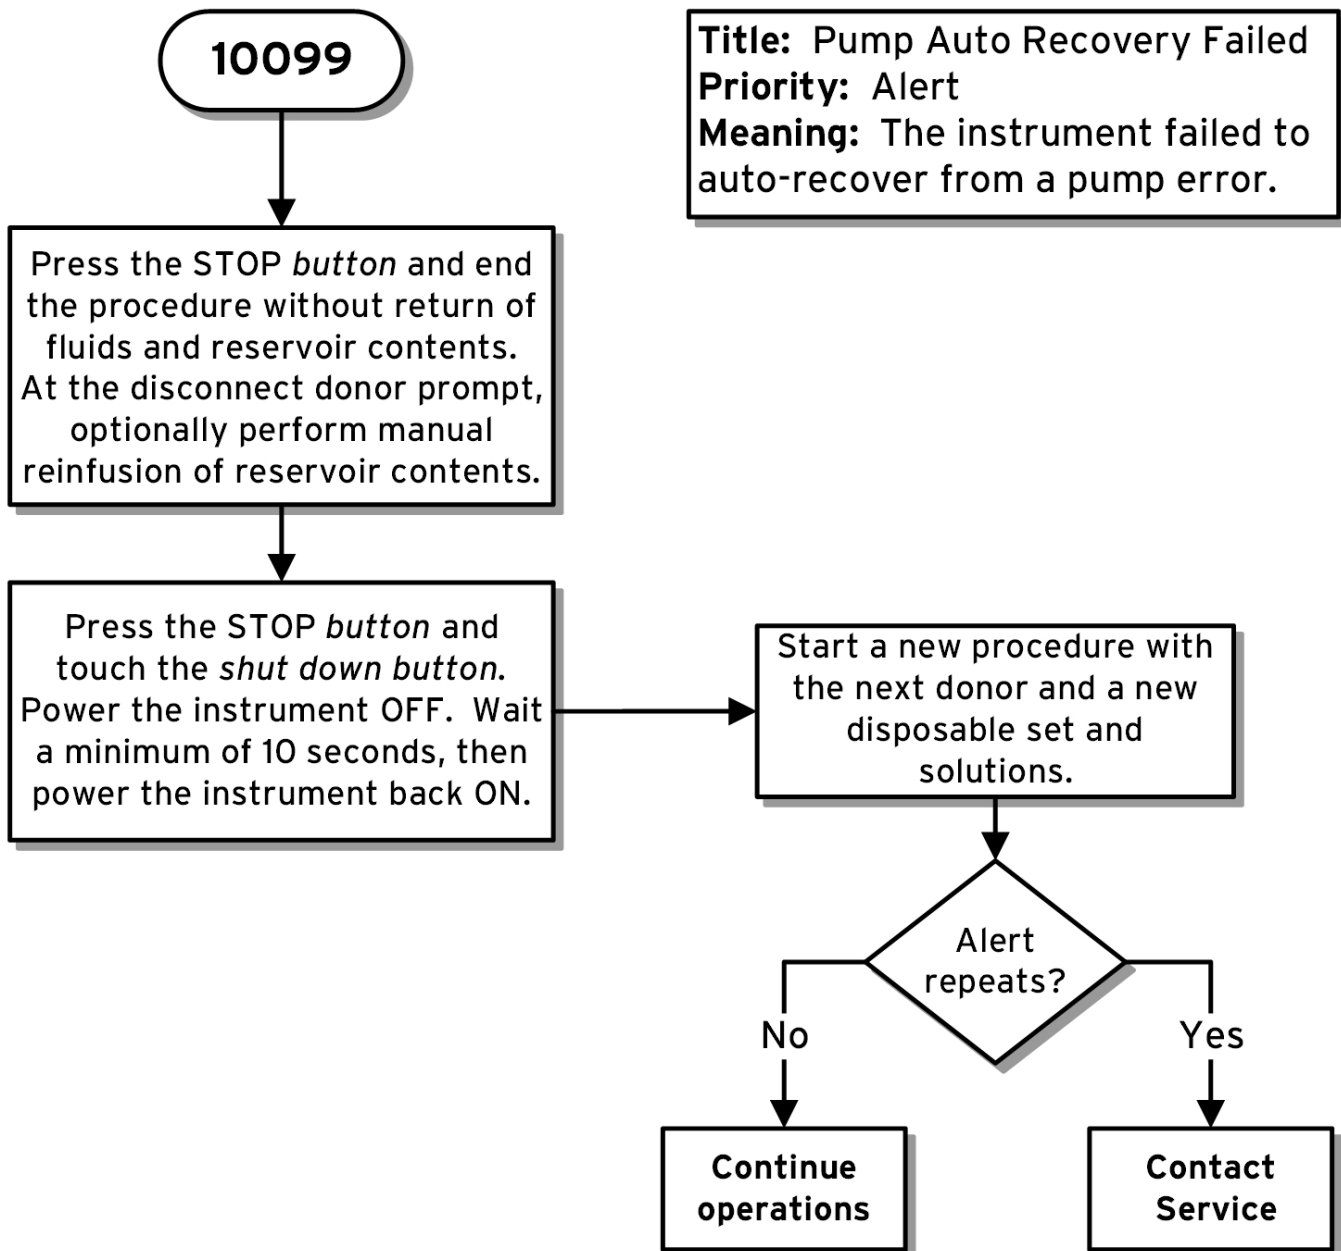 10099
Title: Pump Auto Recovery Failed
Priority: Alert
Meaning: The instrument failed to
auto-recover from a pump error.
Press the STOP button and end
the procedure without return of
fluids and reservoir contents.
At the disconnect donor prompt,
optionally perform manual
reinfusion of reservoir contents.
Press the STOP button and
touch the shut down button.
Power the instrument OFF. Wait
a minimum of 10 seconds, then
power the instrument back ON.
Start a new procedure with
the next donor and a new
disposable set and
solutions.
Alert
repeats?
No
Yes
Continue
operations
Contact
Service